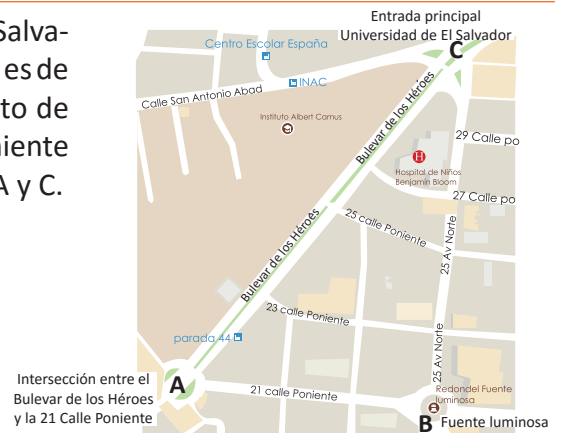 Salva-
es de
to de
niente
A y C.
Entrada principal
Universidad de El Salvador
C
Centro Escolar España
INAC
Calle San Antonio Abad
Instituto Albert Camus
Bulevar de los Héroes
29 Calle po
H
Hospital de Niños
Benjamin Bloom
27 Calle po
25 calle Poniente
25 Av Norte
Bulevar de los Héroes
23 calle Poniente
parada 44
25 Av Norte
Intersección entre el
Bulevar de los Héroes
y la 21 Calle Poniente
A
21 calle Poniente
Redondel Fuente
luminosa
B Fuente luminosa